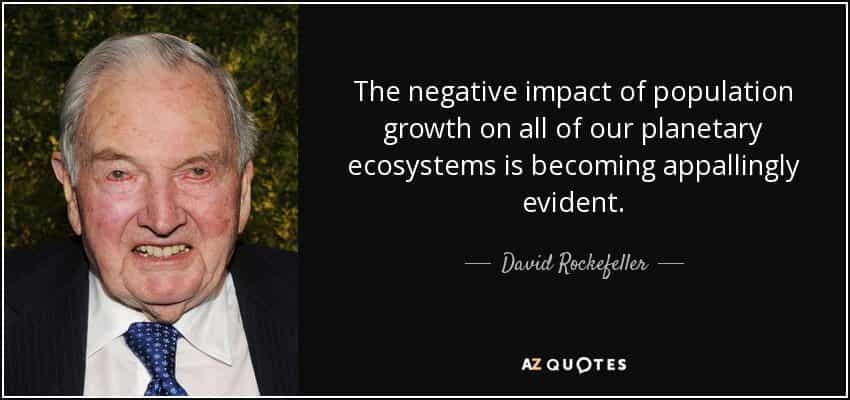 The negative impact of population
growth on all of our planetary
ecosystems is becoming appallingly
evident.
David Rockefeller
AZ QUOTES